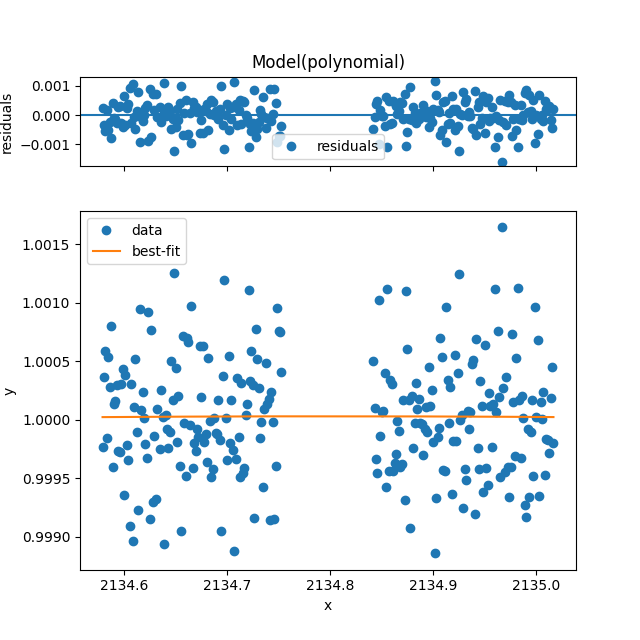 Model(polynomial)
0.001
0.000
−0.001
residuals
residuals
data
best-fit
1.0015
1.0010
1.0005
1.0000
0.9995
0.9990
y
2134.6 2134.7 2134.8 2134.9 2135.0
x